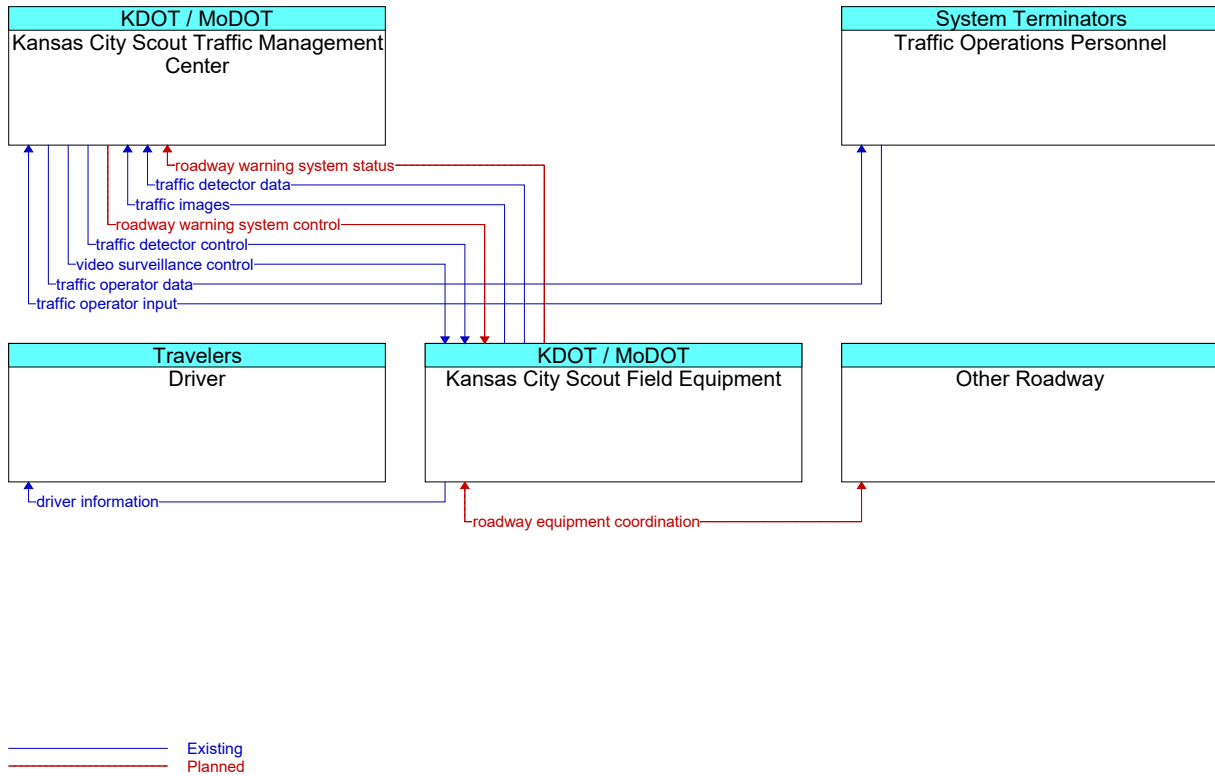 KDOT / MoDOT
Kansas City Scout Traffic Management
Center
System Terminators
Traffic Operations Personnel
roadway warning system status
traffic detector data
traffic images
roadway warning system control
traffic detector control
video surveillance control
traffic operator data
traffic operator input
Travelers
Driver
KDOT / MoDOT
Kansas City Scout Field Equipment
Other Roadway
driver information
roadway equipment coordination
Existing
Planned